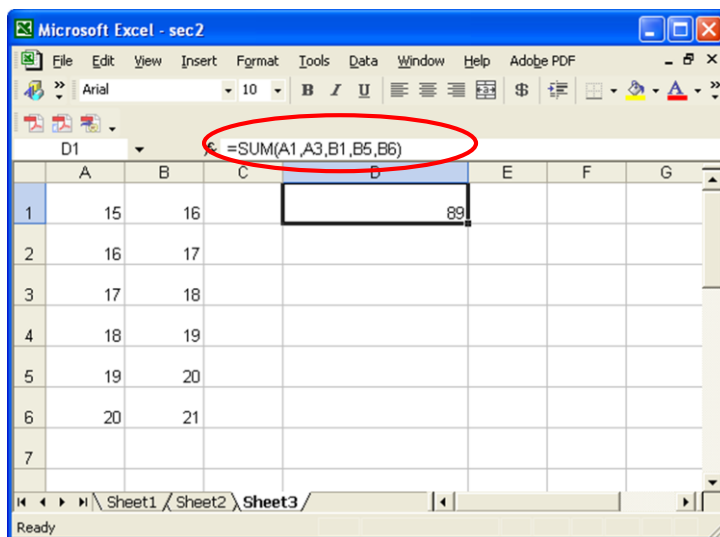 Microsoft Excel - sec2
File Edit View Insert Format Tools Data Window Help Adobe PDF
Arial 10 B I U $ A
D1 =SUM(A1,A3,B1,B5,B6)
A B C D E F G
1 15 16 89
2 16 17
3 17 18
4 18 19
5 19 20
6 20 21
7
Sheet1 Sheet2 Sheet3
Ready